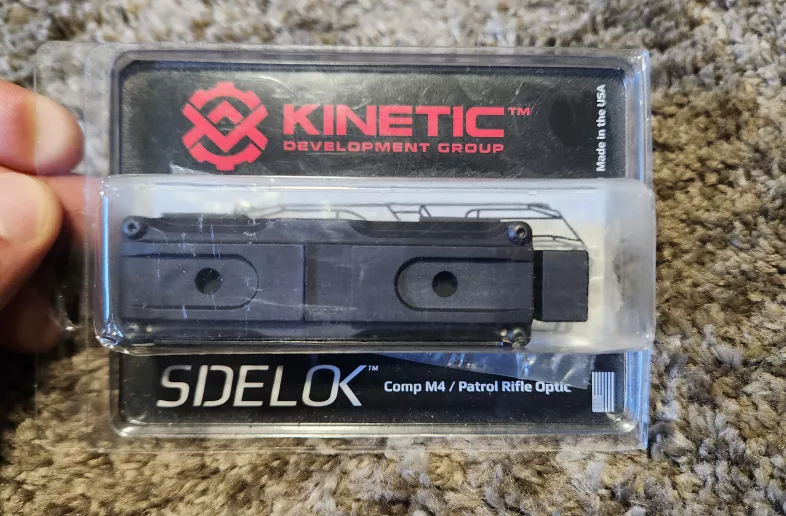 KINETIC™
DEVELOPMENT GROUP
Made in the USA
SIDELOK™
Comp M4 / Patrol Rifle Optic